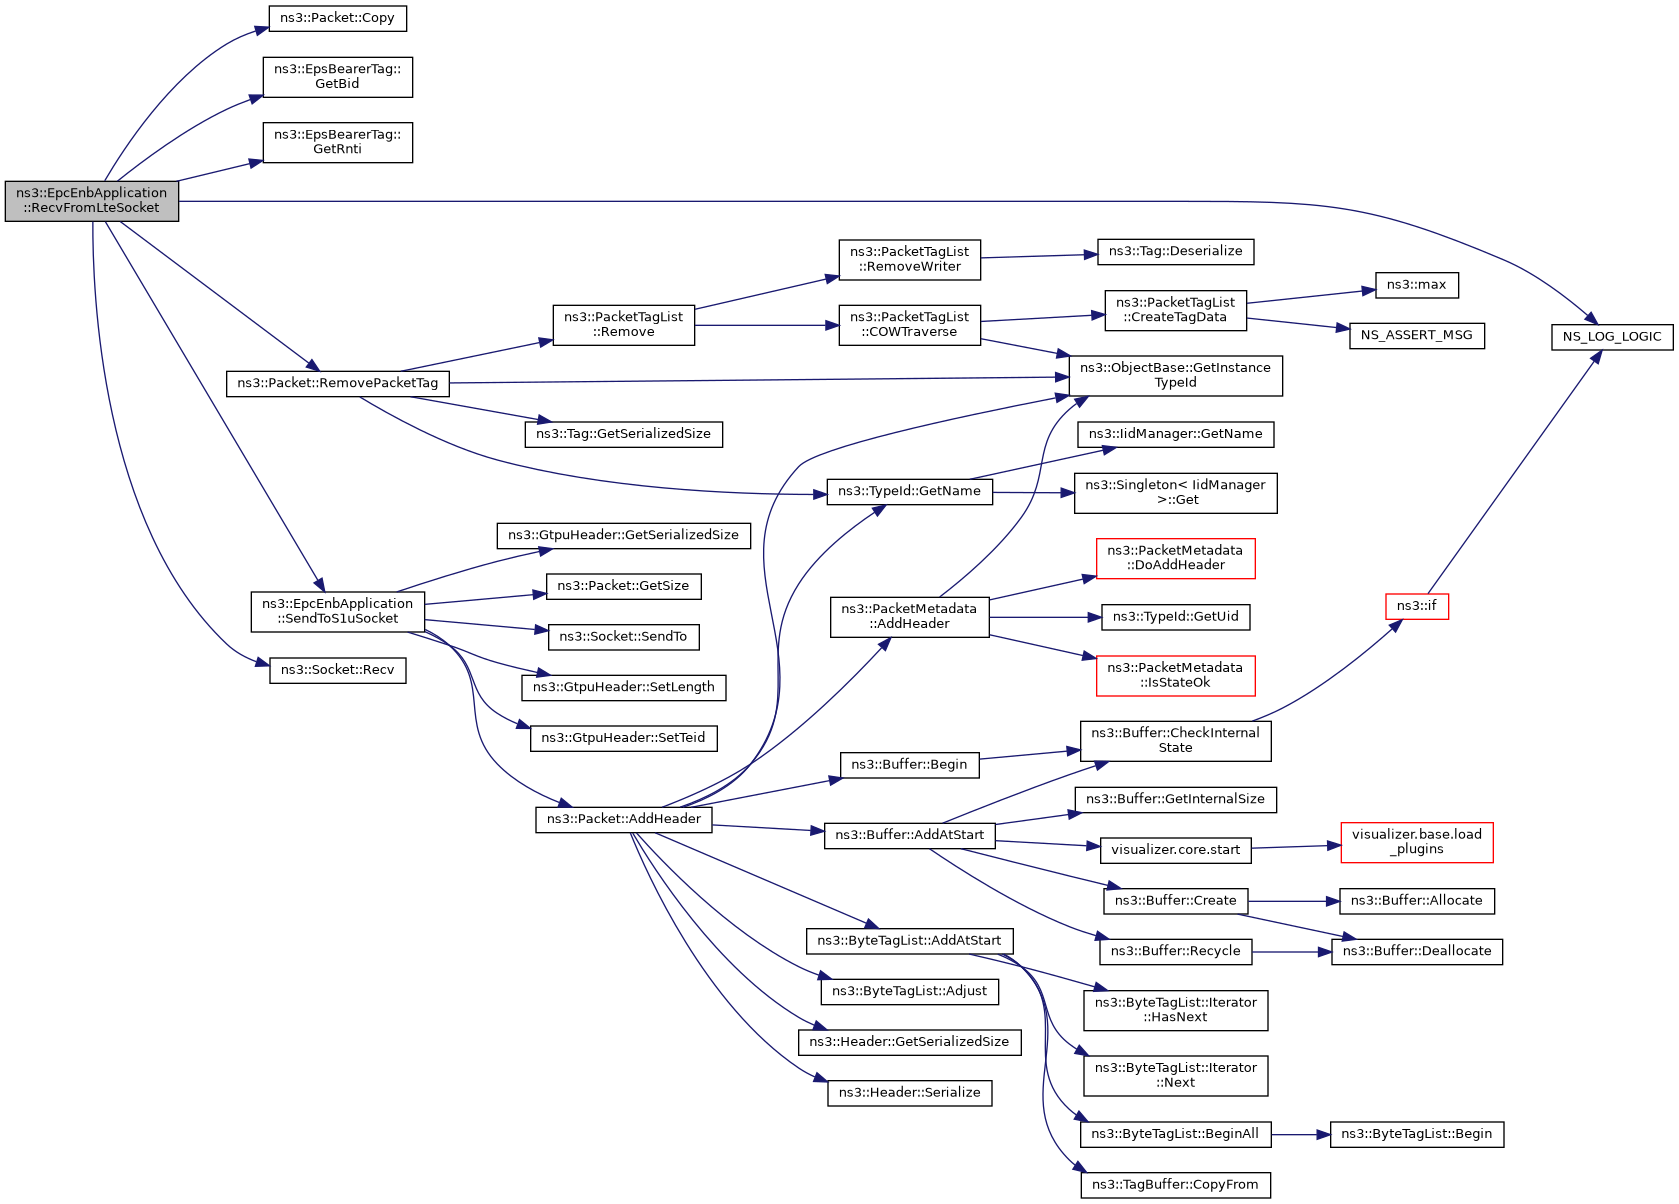 ns3::Packet::Copy
ns3::EpsBearerTag::
GetBid
ns3::EpsBearerTag::
GetRnti
ns3::EpcEnbApplication
::RecvFromLteSocket
ns3::PacketTagList
::RemoveWriter
ns3::Tag::Deserialize
ns3::max
ns3::PacketTagList
::Remove
ns3::PacketTagList
::COWTraverse
ns3::PacketTagList
::CreateTagData
NS_ASSERT_MSG
NS_LOG_LOGIC
ns3::Packet::RemovePacketTag
ns3::ObjectBase::GetInstance
TypeId
ns3::Tag::GetSerializedSize
ns3::IidManager::GetName
ns3::TypeId::GetName
ns3::Singleton< IidManager
>::Get
ns3::GtpuHeader::GetSerializedSize
ns3::PacketMetadata
::DoAddHeader
ns3::Packet::GetSize
ns3::EpcEnbApplication
::SendToS1uSocket
ns3::PacketMetadata
::AddHeader
ns3::TypeId::GetUid
ns3::if
ns3::Socket::SendTo
ns3::Socket::Recv
ns3::PacketMetadata
::IsStateOk
ns3::GtpuHeader::SetLength
ns3::GtpuHeader::SetTeid
ns3::Buffer::CheckInternal
State
ns3::Buffer::Begin
ns3::Buffer::GetInternalSize
ns3::Packet::AddHeader
ns3::Buffer::AddAtStart
visualizer.core.start
visualizer.base.load
_plugins
ns3::Buffer::Create
ns3::Buffer::Allocate
ns3::ByteTagList::AddAtStart
ns3::Buffer::Recycle
ns3::Buffer::Deallocate
ns3::ByteTagList::Adjust
ns3::ByteTagList::Iterator
::HasNext
ns3::Header::GetSerializedSize
ns3::ByteTagList::Iterator
::Next
ns3::Header::Serialize
ns3::ByteTagList::BeginAll
ns3::ByteTagList::Begin
ns3::TagBuffer::CopyFrom